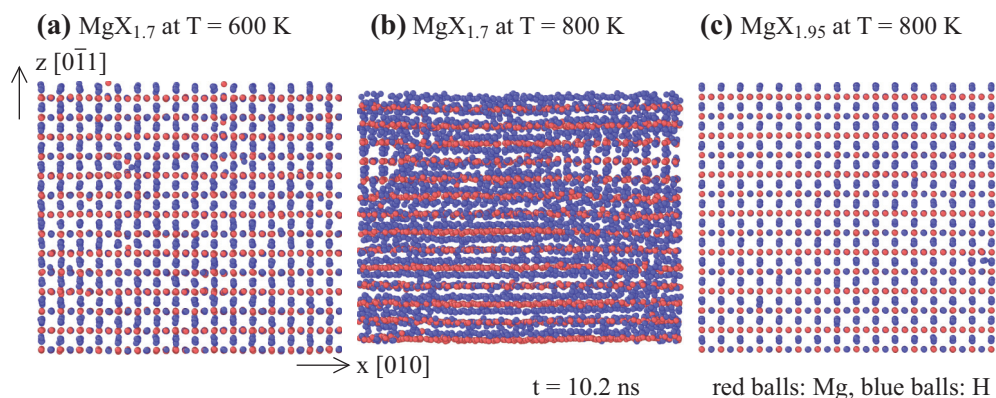 (a) MgX₁.₇ at T = 600 K (b) MgX₁.₇ at T = 800 K (c) MgX₁.₉₅ at T = 800 K
z [01̄1]
x [010]
t = 10.2 ns red balls: Mg, blue balls: H